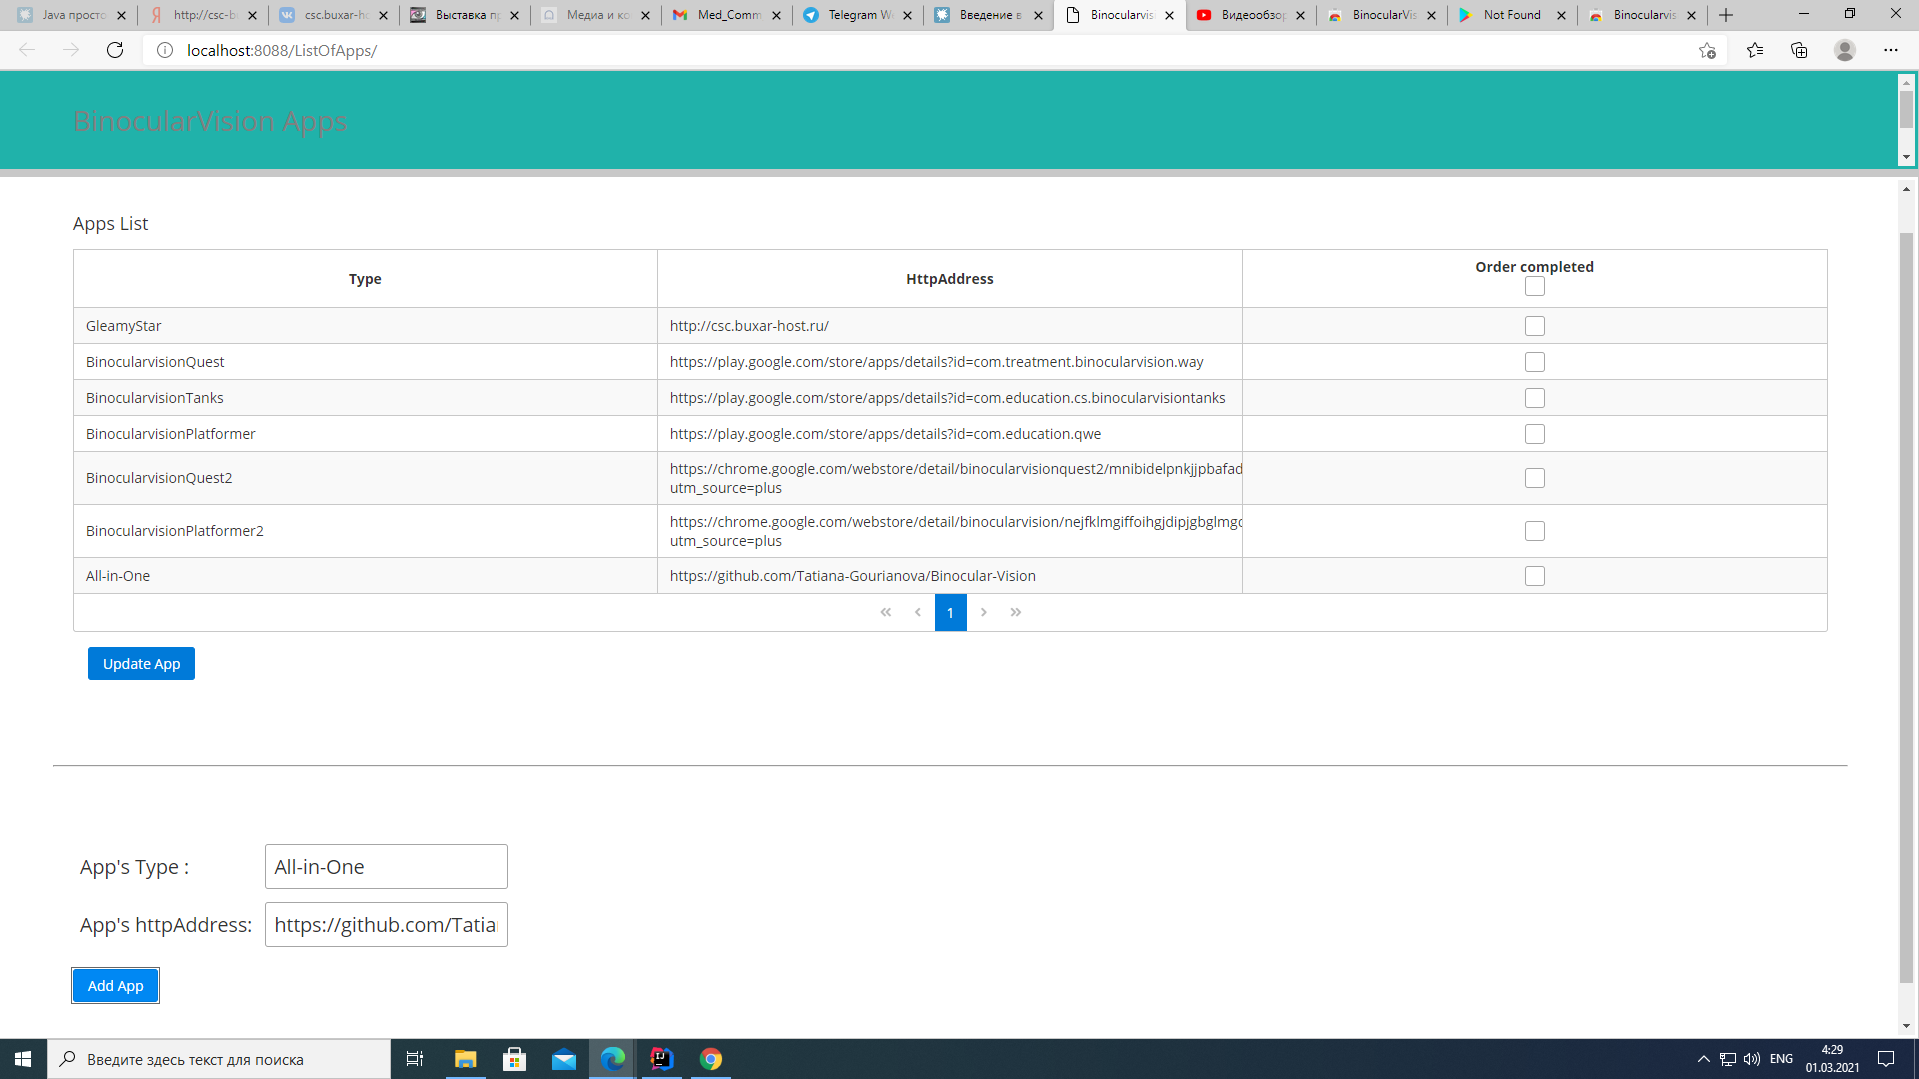 Java просто
http://csc-b
csc.buxar-ho
Выставка пр
Медиа и ко
Med_Comm
Telegram We
Введение в
Binocularvis
Видеообзор
BinocularVis
Not Found
Binocularvis
localhost:8088/ListOfApps/
BinocularVision Apps
Apps List
Type HttpAddress Order completed
GleamyStar http://csc.buxar-host.ru/
BinocularvisionQuest https://play.google.com/store/apps/details?id=com.treatment.binocularvision.way
BinocularvisionTanks https://play.google.com/store/apps/details?id=com.education.cs.binocularvisiontanks
BinocularvisionPlatformer https://play.google.com/store/apps/details?id=com.education.qwe
BinocularvisionQuest2 https://chrome.google.com/webstore/detail/binocularvisionquest2/mnibidelpnkjjpbafad
utm_source=plus
BinocularvisionPlatformer2 https://chrome.google.com/webstore/detail/binocularvision/nejfklmgiffoihgjdipjgbglmgc
utm_source=plus
All-in-One https://github.com/Tatiana-Gourianova/Binocular-Vision
« ‹ 1 › »
Update App
App's Type : All-in-One
App's httpAddress: https://github.com/Tatia
Add App
Введите здесь текст для поиска
ENG
4:29
01.03.2021